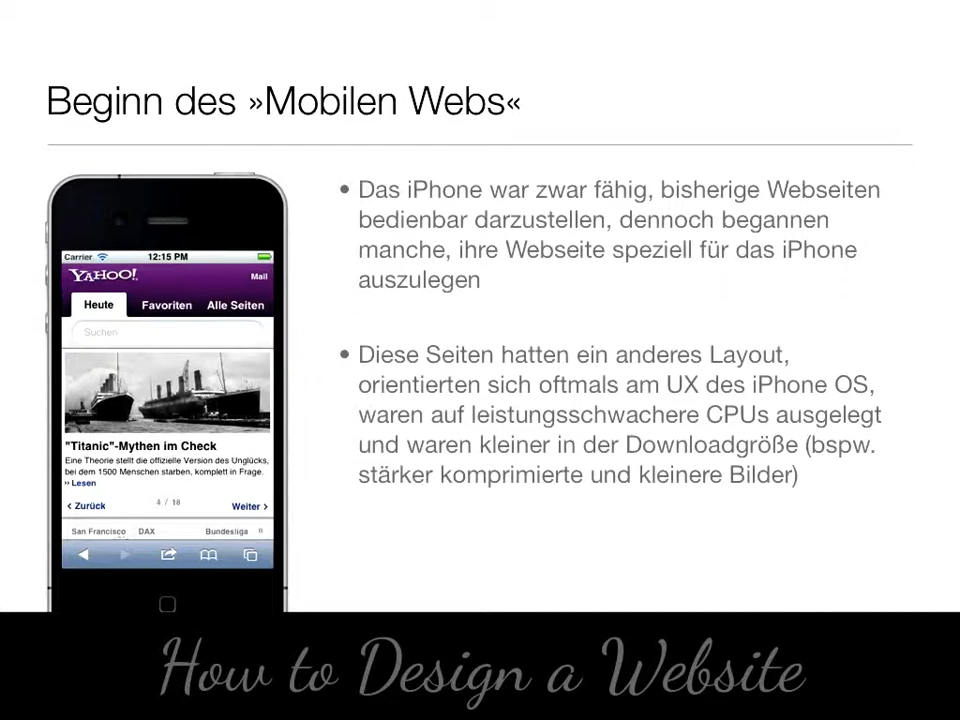 Beginn des »Mobilen Webs«
Carrier 12:15 PM
YAHOO! Mail
Heute Favoriten Alle Seiten
Suchen
"Titanic"-Mythen im Check
Eine Theorie stellt die offizielle Version des Unglücks,
bei dem 1500 Menschen starben, komplett in Frage.
›› Lesen
‹ Zurück 4 / 18 Weiter ›
San Francisco DAX Bundesliga
• Das iPhone war zwar fähig, bisherige Webseiten
bedienbar darzustellen, dennoch begannen
manche, ihre Webseite speziell für das iPhone
auszulegen
• Diese Seiten hatten ein anderes Layout,
orientierten sich oftmals am UX des iPhone OS,
waren auf leistungsschwachere CPUs ausgelegt
und waren kleiner in der Downloadgröße (bspw.
stärker komprimierte und kleinere Bilder)
How to Design a Website